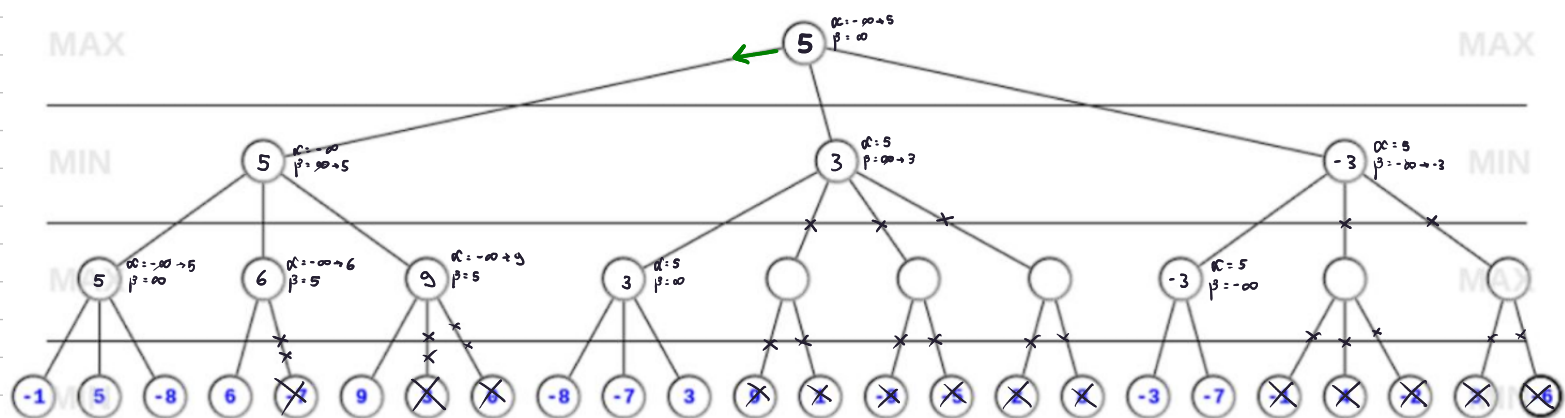 MAX
5
α = -∞ → 5
β = ∞
MAX
MIN
5
α = -∞
β = ∞ → 5
3
α = 5
β = ∞ → 3
-3
α = 5
β = -∞ → -3
MIN
5
α = -∞ → 5
β = ∞
6
α = -∞ → 6
β = 5
9
α = -∞ → 9
β = 5
3
α = 5
β = ∞
-3
α = 5
β = -∞
MAX
-1 5 -8 6 -7 9 -8 -7 3 -3 -7